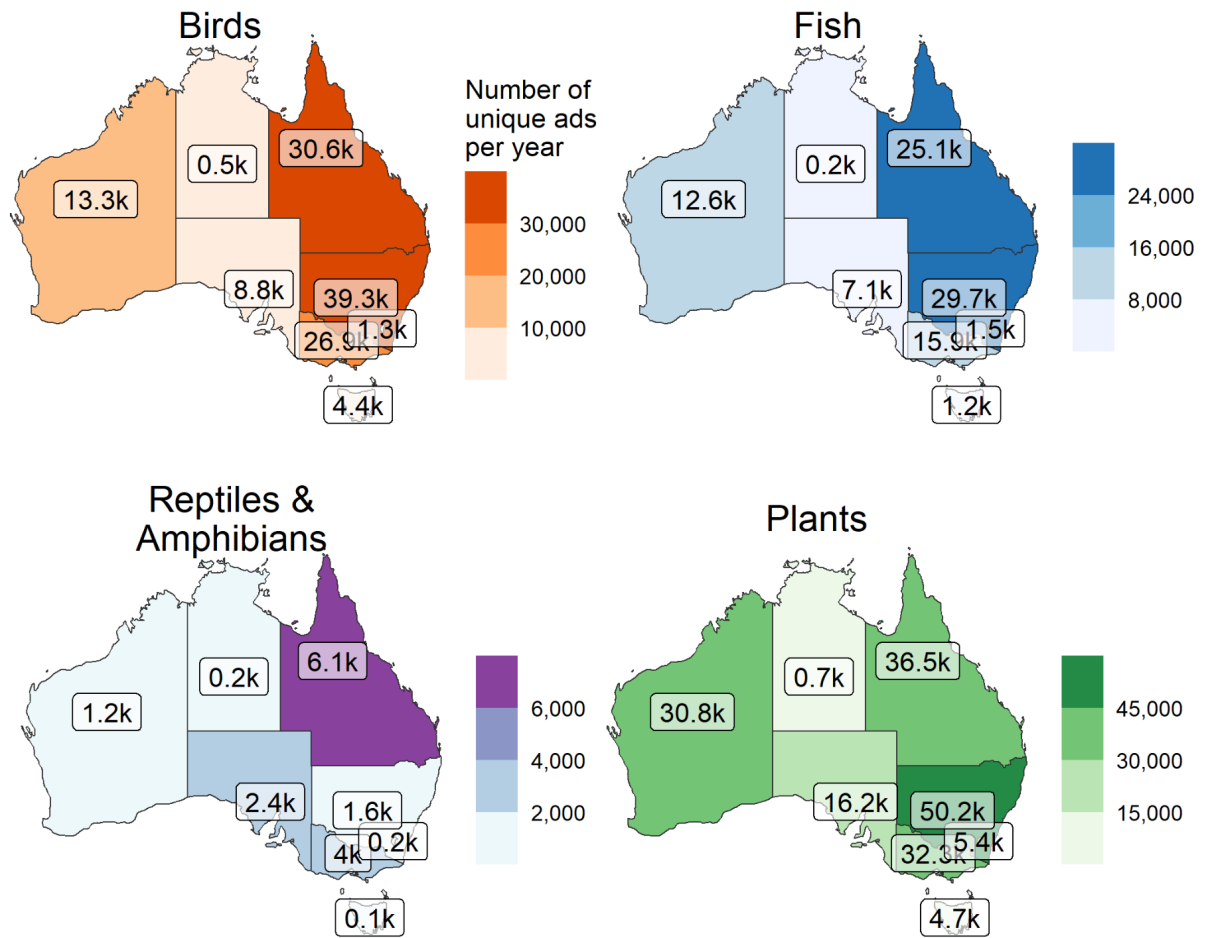 Birds
Number of
unique ads
per year
30.6k
0.5k
13.3k
8.8k
39.3k
1.3k
26.9k
4.4k
30,000
20,000
10,000
Fish
25.1k
0.2k
12.6k
7.1k
29.7k
1.5k
15.9k
1.2k
24,000
16,000
8,000
Reptiles &
Amphibians
6.1k
0.2k
1.2k
2.4k
1.6k
0.2k
4k
0.1k
6,000
4,000
2,000
Plants
36.5k
0.7k
30.8k
16.2k
50.2k
5.4k
32.3k
4.7k
45,000
30,000
15,000